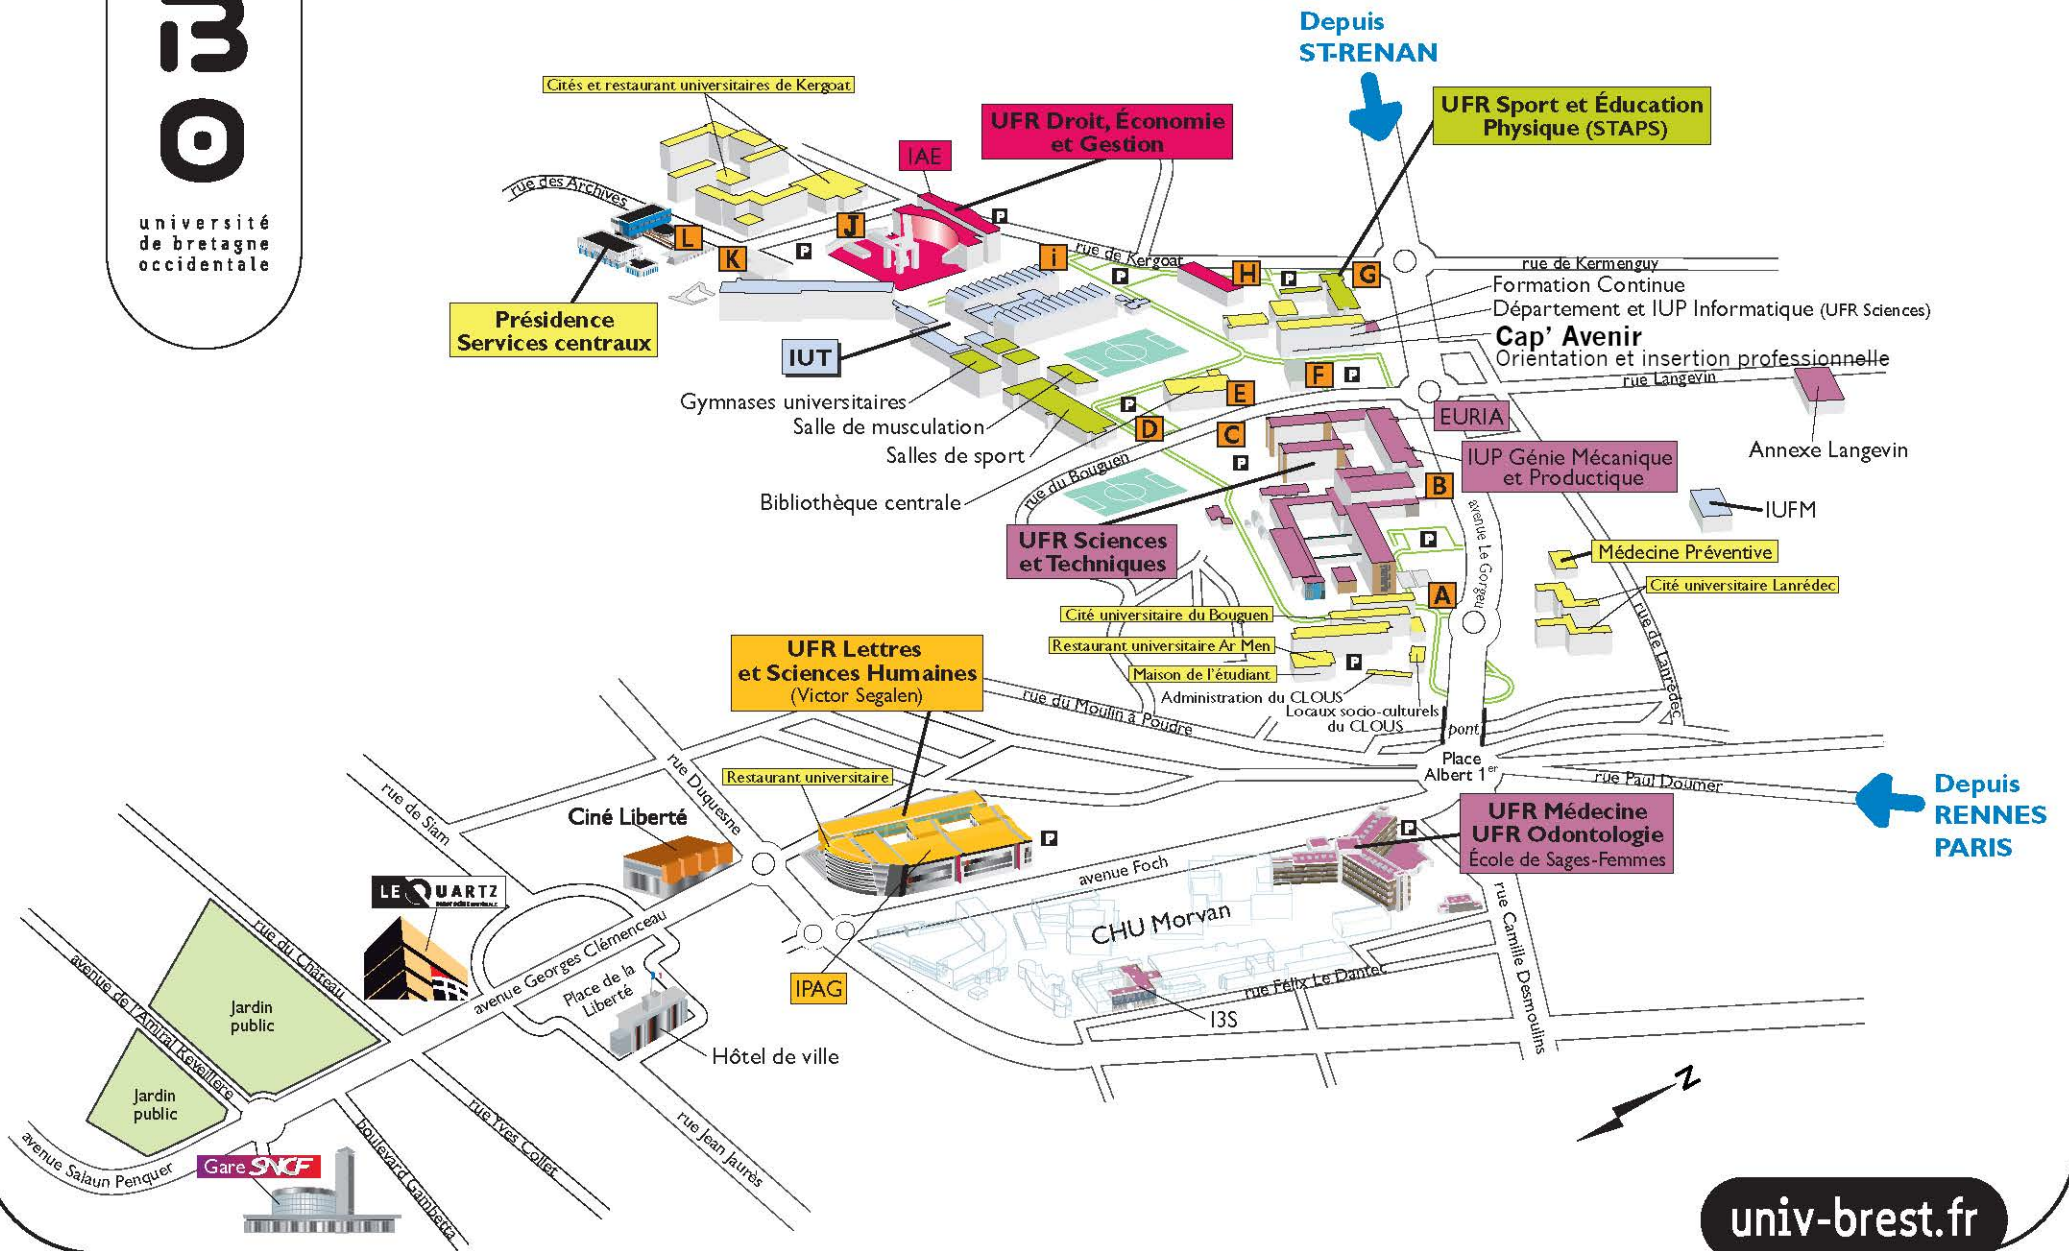 BO
université
de bretagne
occidentale
Depuis
ST-RENAN
Cités et restaurant universitaires de Kergoat
UFR Droit, Économie
et Gestion
IAE
UFR Sport et Éducation
Physique (STAPS)
rue des Archives
L
K
J
P
P
i
rue de Kergoat
P
H
P
G
rue de Kermenguy
Formation Continue
Département et IUP Informatique (UFR Sciences)
Cap' Avenir
Orientation et insertion professionnelle
rue Langevin
Présidence
Services centraux
IUT
Gymnases universitaires
Salle de musculation
Salles de sport
Bibliothèque centrale
F
P
E
P
D
C
P
rue du Bouguen
EURIA
IUP Génie Mécanique
et Productique
Annexe Langevin
B
IUFM
avenue Le Gorgeu
UFR Sciences
et Techniques
P
Médecine Préventive
Cité universitaire Lanrédec
A
rue de Lanrédec
Cité universitaire du Bouguen
Restaurant universitaire Ar Men
Maison de l'étudiant
P
Administration du CLOUS
Locaux socio-culturels
du CLOUS
UFR Lettres
et Sciences Humaines
(Victor Segalen)
rue du Moulin à Poudre
pont
Place
Albert 1er
rue Paul Doumer
Depuis
RENNES
PARIS
Restaurant universitaire
rue Duquesne
rue de Siam
Ciné Liberté
P
UFR Médecine
UFR Odontologie
École de Sages-Femmes
P
avenue Foch
CHU Morvan
LE QUARTZ
rue du Château
avenue Georges Clémenceau
Place de la
Liberté
IPAG
rue Félix Le Dantec
I3S
rue Camille Desmoulins
avenue de l'Amiral Réveillère
Jardin
public
Jardin
public
Hôtel de ville
rue Yves Collet
rue Jean Jaurès
boulevard Gambetta
avenue Salaun Penquer
Gare SNCF
N
univ-brest.fr